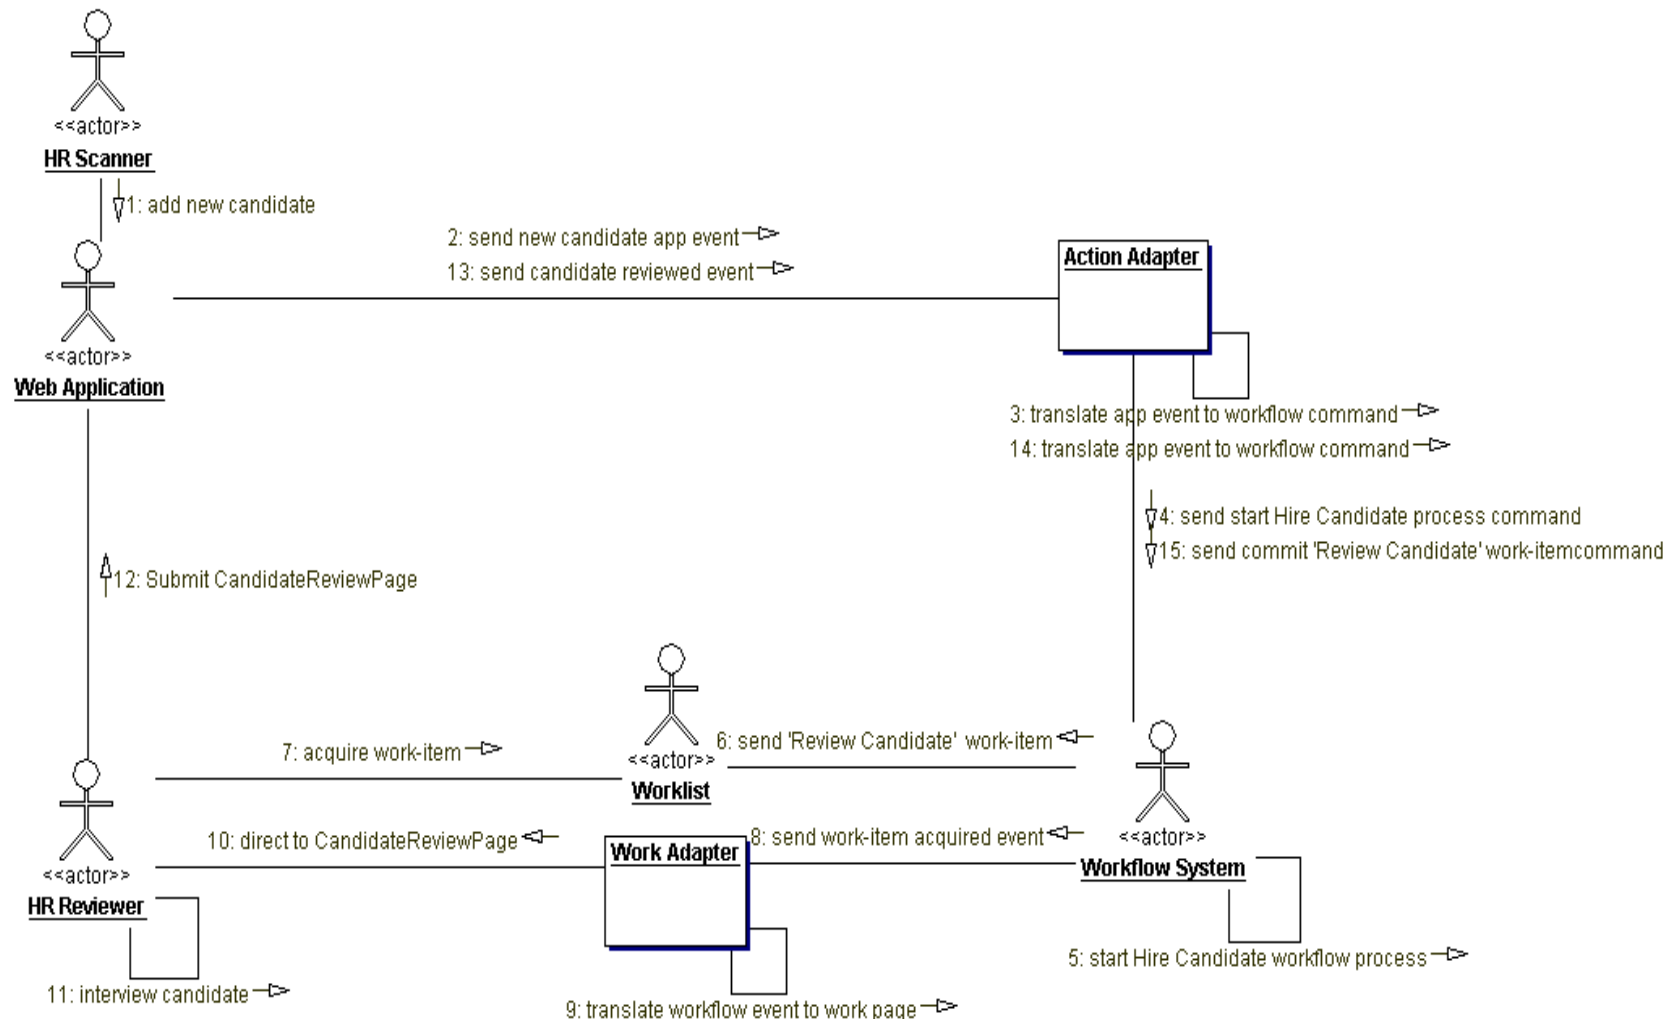 <<actor>>
HR Scanner
1: add new candidate
2: send new candidate app event
13: send candidate reviewed event
Action Adapter
<<actor>>
Web Application
3: translate app event to workflow command
14: translate app event to workflow command
4: send start Hire Candidate process command
15: send commit 'Review Candidate' work-itemcommand
12: Submit CandidateReviewPage
7: acquire work-item
6: send 'Review Candidate' work-item
<<actor>>
Worklist
10: direct to CandidateReviewPage
Work Adapter
8: send work-item acquired event
<<actor>>
Workflow System
<<actor>>
HR Reviewer
5: start Hire Candidate workflow process
11: interview candidate
9: translate workflow event to work page